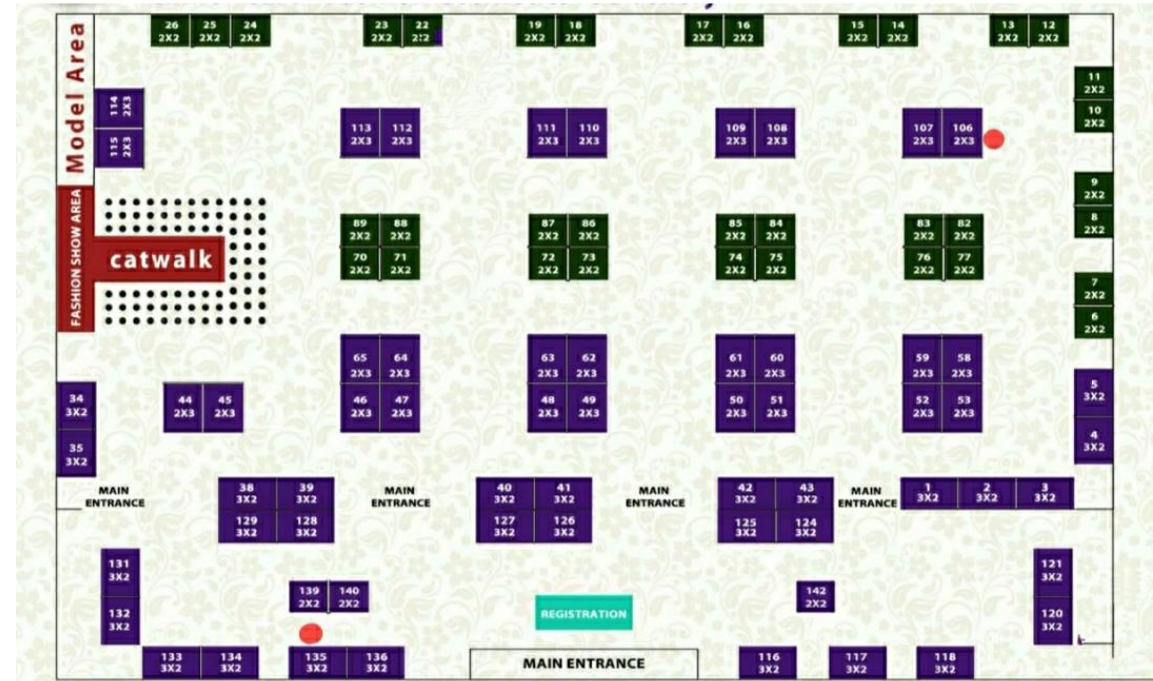 26 25 24 23 22 19 18 17 16 15 14 13 12
2X2 2X2 2X2 2X2 2:2 2X2 2X2 2X2 2X2 2X2 2X2 2X2 2X2
Model Area
11
2X2
10
2X2
114
2X3
115
2X3
113 112 111 110 109 108 107 106
2X3 2X3 2X3 2X3 2X3 2X3 2X3 2X3
9
2X2
8
2X2
FASHION SHOW AREA
catwalk
89 88 87 86 85 84 83 82
2X2 2X2 2X2 2X2 2X2 2X2 2X2 2X2
70 71 72 73 74 75 76 77
2X2 2X2 2X2 2X2 2X2 2X2 2X2 2X2
7
2X2
6
2X2
65 64 63 62 61 60 59 58
2X3 2X3 2X3 2X3 2X3 2X3 2X3 2X3
5
3X2
34
3X2
44 45 46 47 48 49 50 51 52 53
2X3 2X3 2X3 2X3 2X3 2X3 2X3 2X3 2X3 2X3
4
3X2
35
3X2
MAIN
ENTRANCE
38 39
3X2 3X2
129 128
3X2 3X2
MAIN
ENTRANCE
40 41
3X2 3X2
127 126
3X2 3X2
MAIN
ENTRANCE
42 43
3X2 3X2
125 124
3X2 3X2
MAIN
ENTRANCE
1 2 3
3X2 3X2 3X2
131
3X2
132
3X2
139 140
2X2 2X2
REGISTRATION
142
2X2
121
3X2
120
3X2
133 134 135 136
3X2 3X2 3X2 3X2
MAIN ENTRANCE
116 117 118
3X2 3X2 3X2